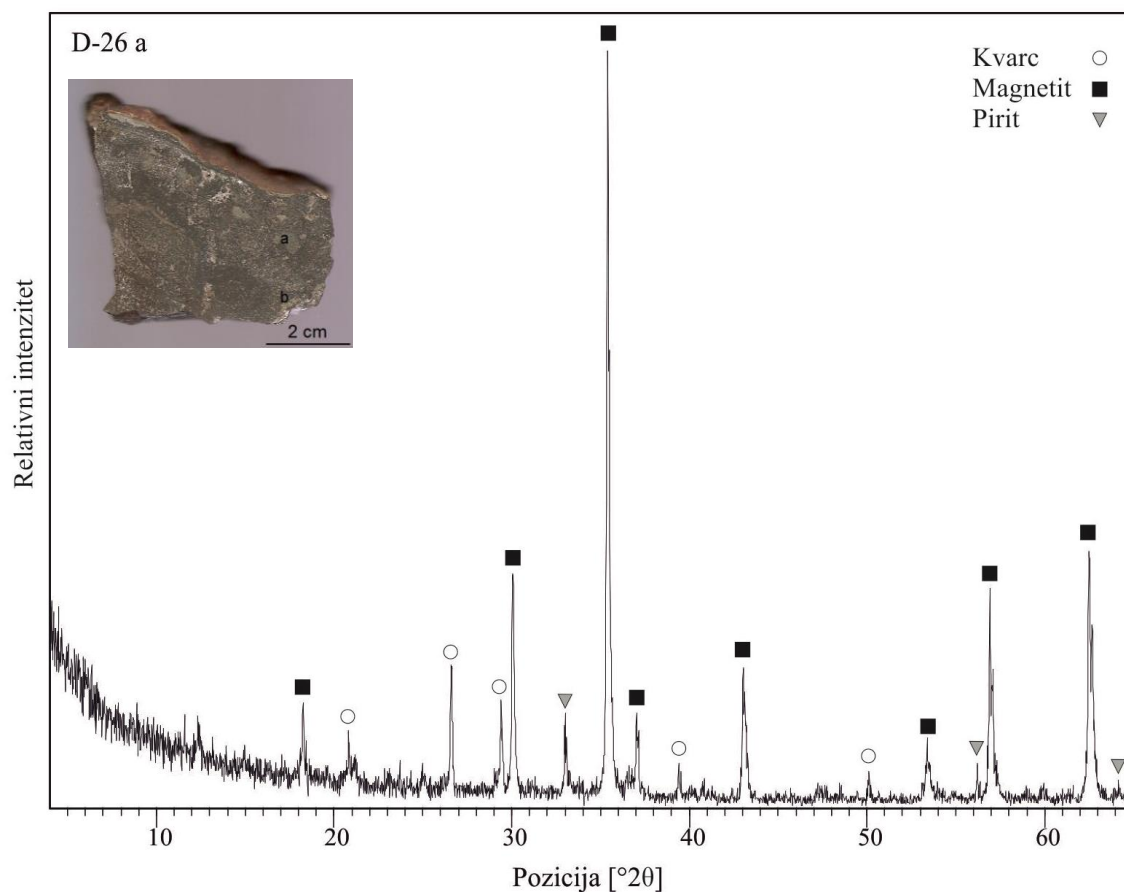 D-26 a
Kvarc
Magnetit
Pirit
a
b
2 cm
Relativni intenzitet
10 20 30 40 50 60
Pozicija [°2θ]